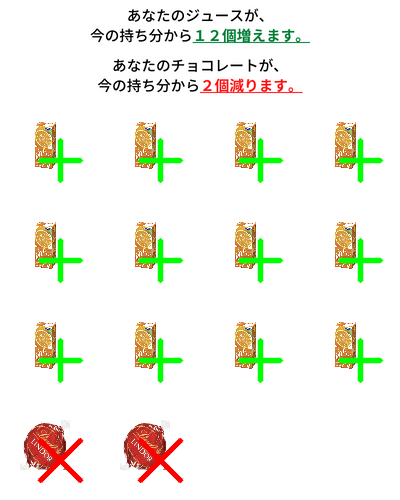 あなたのジュースが、
今の持ち分から１２個増えます。
あなたのチョコレートが、
今の持ち分から２個減ります。
LINDOR
LINDOR